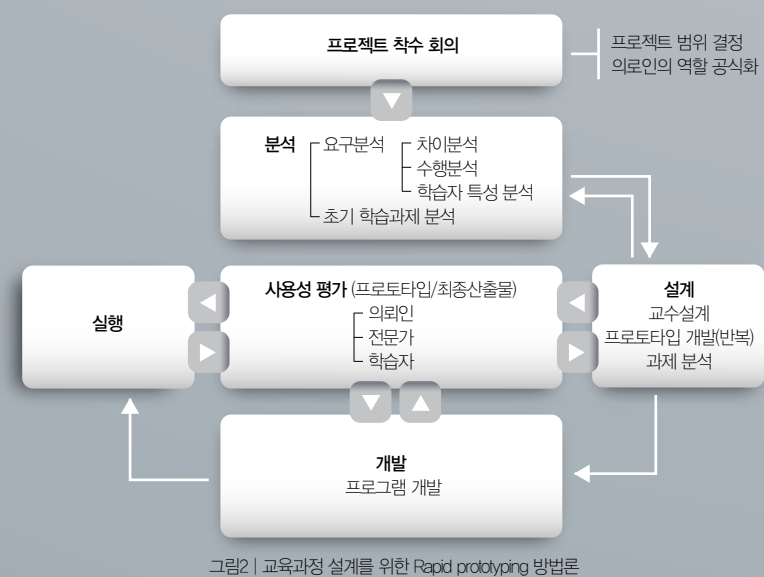 프로젝트 착수 회의
프로젝트 범위 결정
의로인의 역할 공식화
분석
요구분석
차이분석
수행분석
학습자 특성 분석
초기 학습과제 분석
실행
사용성 평가 (프로토타입/최종산출물)
의뢰인
전문가
학습자
설계
교수설계
프로토타입 개발(반복)
과제 분석
개발
프로그램 개발
그림2 | 교육과정 설계를 위한 Rapid prototyping 방법론